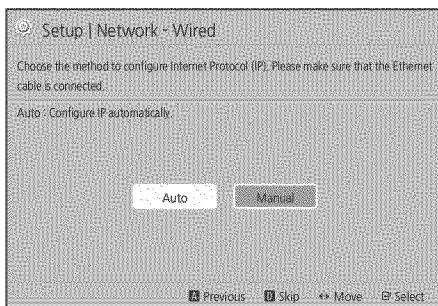 Setup | Network - Wired
Choose the method to configure Internet Protocol (IP). Please make sure that the Ethernet
cable is connected.
Auto : Configure IP automatically.
Auto Manual
A Previous D Skip Move Select